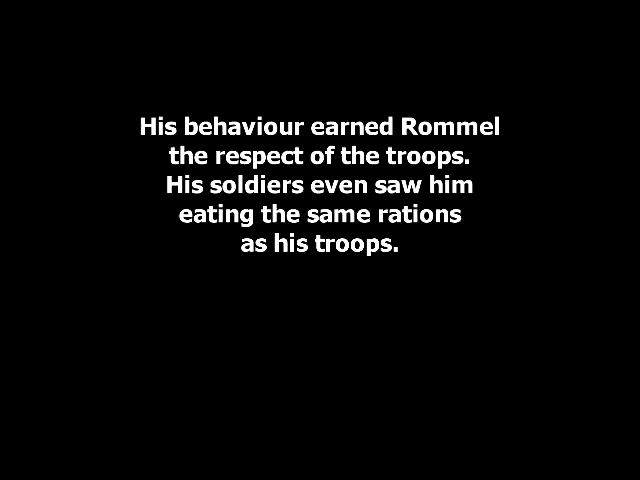 His behaviour earned Rommel
the respect of the troops.
His soldiers even saw him
eating the same rations
as his troops.